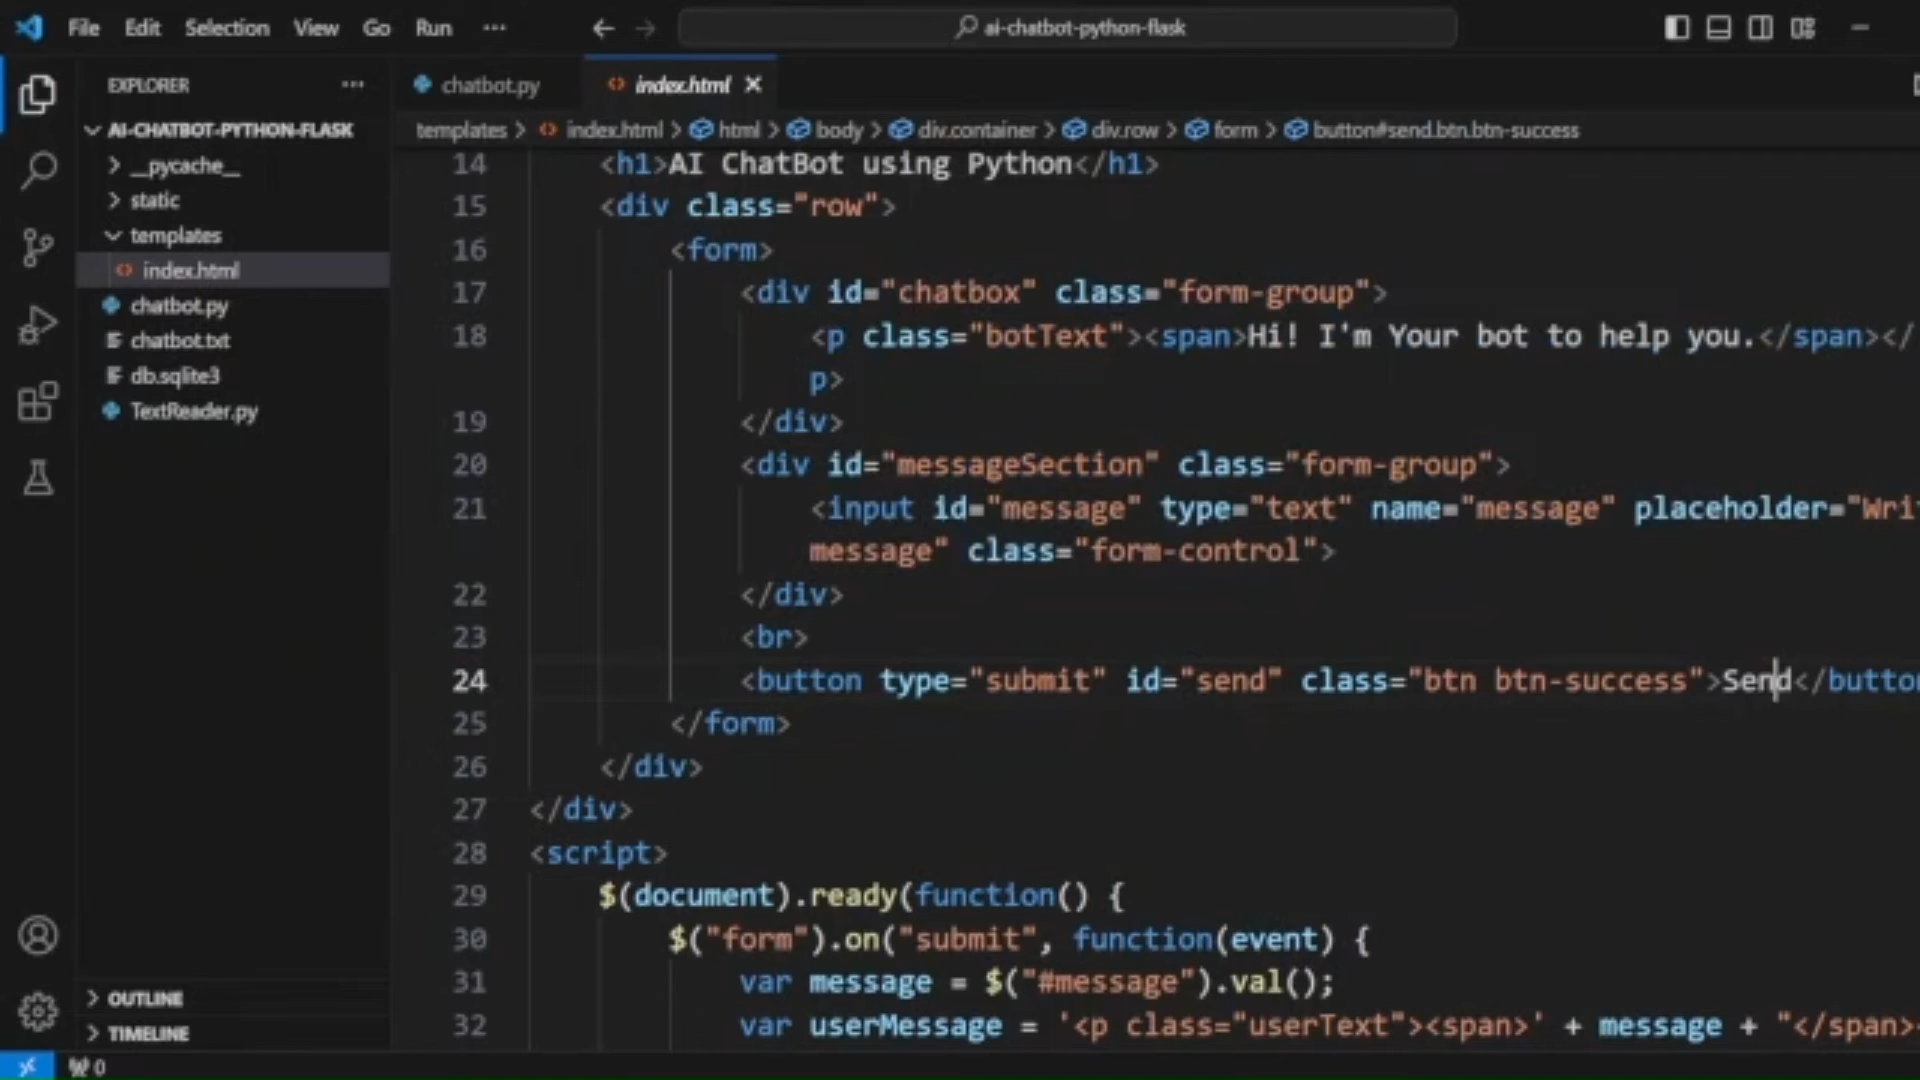 File Edit Selection View Go Run ··· ai-chatbot-python-flask
EXPLORER ···
AI-CHATBOT-PYTHON-FLASK
__pycache__
static
templates
index.html
chatbot.py
chatbot.txt
db.sqlite3
TextReader.py
OUTLINE
TIMELINE
0
chatbot.py index.html
templates > index.html > html > body > div.container > div.row > form > button#send.btn.btn-success
14 <h1>AI ChatBot using Python</h1>
15 <div class="row">
16 <form>
17 <div id="chatbox" class="form-group">
18 <p class="botText"><span>Hi! I'm Your bot to help you.</span></
p>
19 </div>
20 <div id="messageSection" class="form-group">
21 <input id="message" type="text" name="message" placeholder="Wri
message" class="form-control">
22 </div>
23 <br>
24 <button type="submit" id="send" class="btn btn-success">Send</butto
25 </form>
26 </div>
27 </div>
28 <script>
29 $(document).ready(function() {
30 $("form").on("submit", function(event) {
31 var message = $("#message").val();
32 var userMessage = '<p class="userText"><span>' + message + "</span>